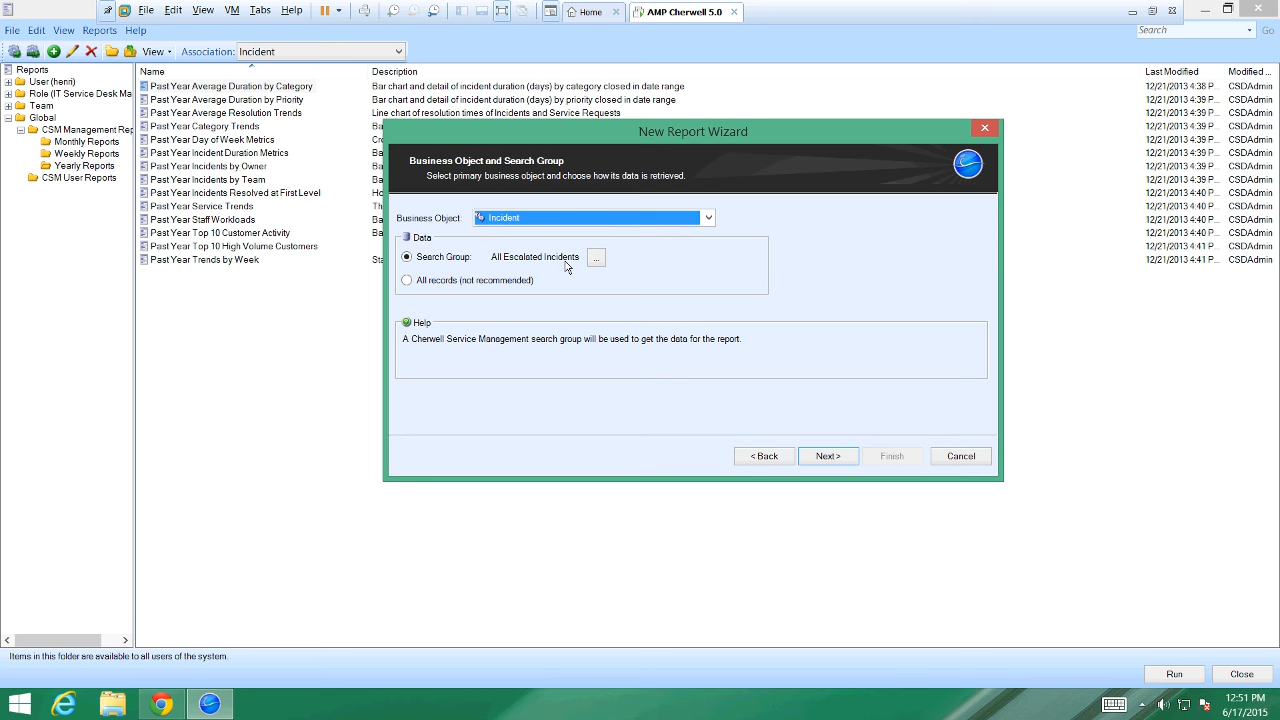 File Edit View VM Tabs Help
Home
AMP Cherwell 5.0
File Edit View Reports Help
Search
Go
View
Association: Incident
Reports
User (henri)
Role (IT Service Desk Ma
Team
Global
CSM Management Rep
Monthly Reports
Weekly Reports
Yearly Reports
CSM User Reports
Name Description Last Modified Modified ...
Past Year Average Duration by Category Bar chart and detail of incident duration (days) by category closed in date range 12/21/2013 4:38 P... CSDAdmin
Past Year Average Duration by Priority Bar chart and detail of incident duration (days) by priority closed in date range 12/21/2013 4:39 P... CSDAdmin
Past Year Average Resolution Trends Line chart of resolution times of Incidents and Service Requests 12/21/2013 4:39 P... CSDAdmin
Past Year Category Trends Ba 12/21/2013 4:39 P... CSDAdmin
Past Year Day of Week Metrics Cr 12/21/2013 4:39 P... CSDAdmin
Past Year Incident Duration Metrics Ba 12/21/2013 4:39 P... CSDAdmin
Past Year Incidents by Owner Ba 12/21/2013 4:39 P... CSDAdmin
Past Year Incidents by Team Ba 12/21/2013 4:39 P... CSDAdmin
Past Year Incidents Resolved at First Level Ho 12/21/2013 4:40 P... CSDAdmin
Past Year Service Trends Th 12/21/2013 4:40 P... CSDAdmin
Past Year Staff Workloads Ba 12/21/2013 4:40 P... CSDAdmin
Past Year Top 10 Customer Activity Ba 12/21/2013 4:40 P... CSDAdmin
Past Year Top 10 High Volume Customers 12/21/2013 4:41 P... CSDAdmin
Past Year Trends by Week Sta 12/21/2013 4:41 P... CSDAdmin
New Report Wizard
Business Object and Search Group
Select primary business object and choose how its data is retrieved.
Business Object: Incident
Data
Search Group: All Escalated Incidents ...
All records (not recommended)
Help
A Cherwell Service Management search group will be used to get the data for the report.
< Back Next > Finish Cancel
Items in this folder are available to all users of the system.
Run Close
12:51 PM
6/17/2015